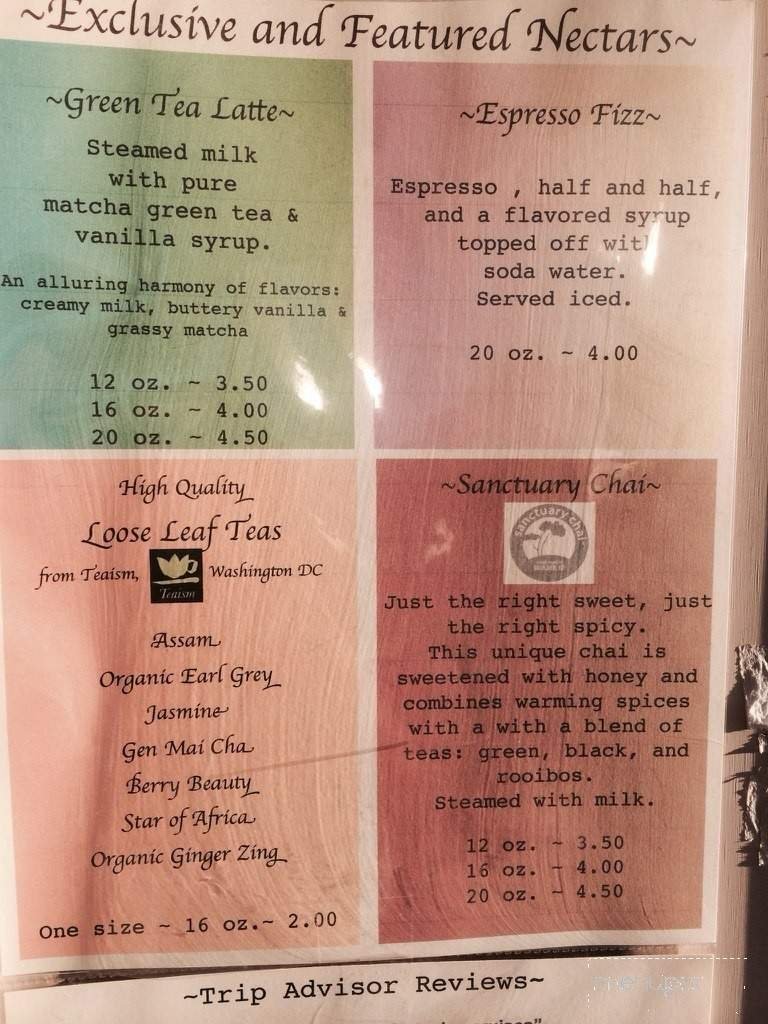 ~Exclusive and Featured Nectars~
~Green Tea Latte~
Steamed milk
with pure
matcha green tea &
vanilla syrup.
An alluring harmony of flavors:
creamy milk, buttery vanilla &
grassy matcha
12 oz. ~ 3.50
16 oz. ~ 4.00
20 oz. ~ 4.50
~Espresso Fizz~
Espresso , half and half,
and a flavored syrup
topped off with
soda water.
Served iced.
20 oz. ~ 4.00
High Quality
Loose Leaf Teas
from Teaism, Washington DC
Teaism
Assam
Organic Earl Grey
Jasmine
Gen Mai Cha
Berry Beauty
Star of Africa
Organic Ginger Zing
One size ~ 16 oz.~ 2.00
~Sanctuary Chai~
sanctuary chai
Just the right sweet, just
the right spicy.
This unique chai is
sweetened with honey and
combines warming spices
with a with a blend of
teas: green, black, and
rooibos.
Steamed with milk.
12 oz. ~ 3.50
16 oz. ~ 4.00
20 oz. ~ 4.50
~Trip Advisor Reviews~